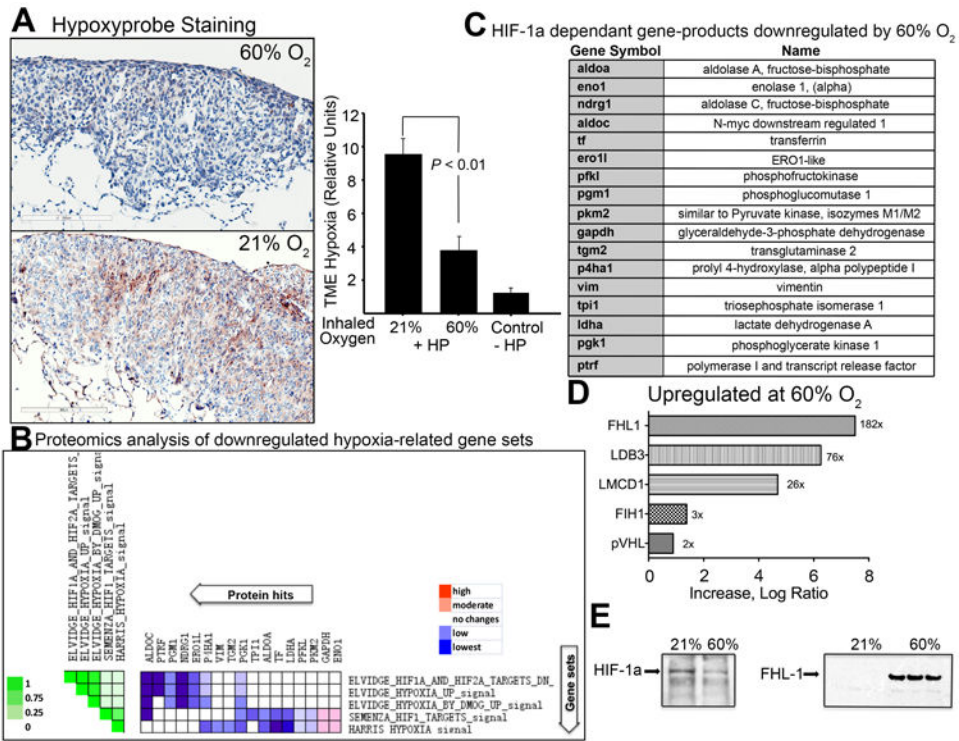 A Hypoxyprobe Staining
60% O2
21% O2
TME Hypoxia (Relative Units)
12
10
8
6
4
2
0
P < 0.01
Inhaled Oxygen
21% 60% Control
+ HP - HP
C HIF-1a dependant gene-products downregulated by 60% O2
Gene Symbol Name
aldoa aldolase A, fructose-bisphosphate
eno1 enolase 1, (alpha)
ndrg1 aldolase C, fructose-bisphosphate
aldoc N-myc downstream regulated 1
tf transferrin
ero1l ERO1-like
pfkl phosphofructokinase
pgm1 phosphoglucomutase 1
pkm2 similar to Pyruvate kinase, isozymes M1/M2
gapdh glyceraldehyde-3-phosphate dehydrogenase
tgm2 transglutaminase 2
p4ha1 prolyl 4-hydroxylase, alpha polypeptide I
vim vimentin
tpi1 triosephosphate isomerase 1
ldha lactate dehydrogenase A
pgk1 phosphoglycerate kinase 1
ptrf polymerase I and transcript release factor
B Proteomics analysis of downregulated hypoxia-related gene sets
ELVIDGE_HIF1A_AND_HIF2A_TARGETS_
ELVIDGE_HYPOXIA_UP_signal
ELVIDGE_HYPOXIA_BY_DMOG_UP_signa
SEMENZA_HIF1_TARGETS_signal
HARRIS_HYPOXIA_signal
Protein hits
high
moderate
no changes
low
lowest
ALDOC
PTRF
PGM1
NDRG1
ERO1L
P4HA1
VIM
TGM2
PGK1
TPI1
ALDOA
TF
LDHA
PFKL
PKM2
GAPDH
ENO1
1
0.75
0.25
0
ELVIDGE_HIF1A_AND_HIF2A_TARGETS_DN_
ELVIDGE_HYPOXIA_UP_signal
ELVIDGE_HYPOXIA_BY_DMOG_UP_signal
SEMENZA_HIF1_TARGETS_signal
HARRIS HYPOXIA signal
Gene sets
D Upregulated at 60% O2
FHL1 182x
LDB3 76x
LMCD1 26x
FIH1 3x
pVHL 2x
0 2 4 6 8
Increase, Log Ratio
E
21% 60%
HIF-1a
21% 60%
FHL-1